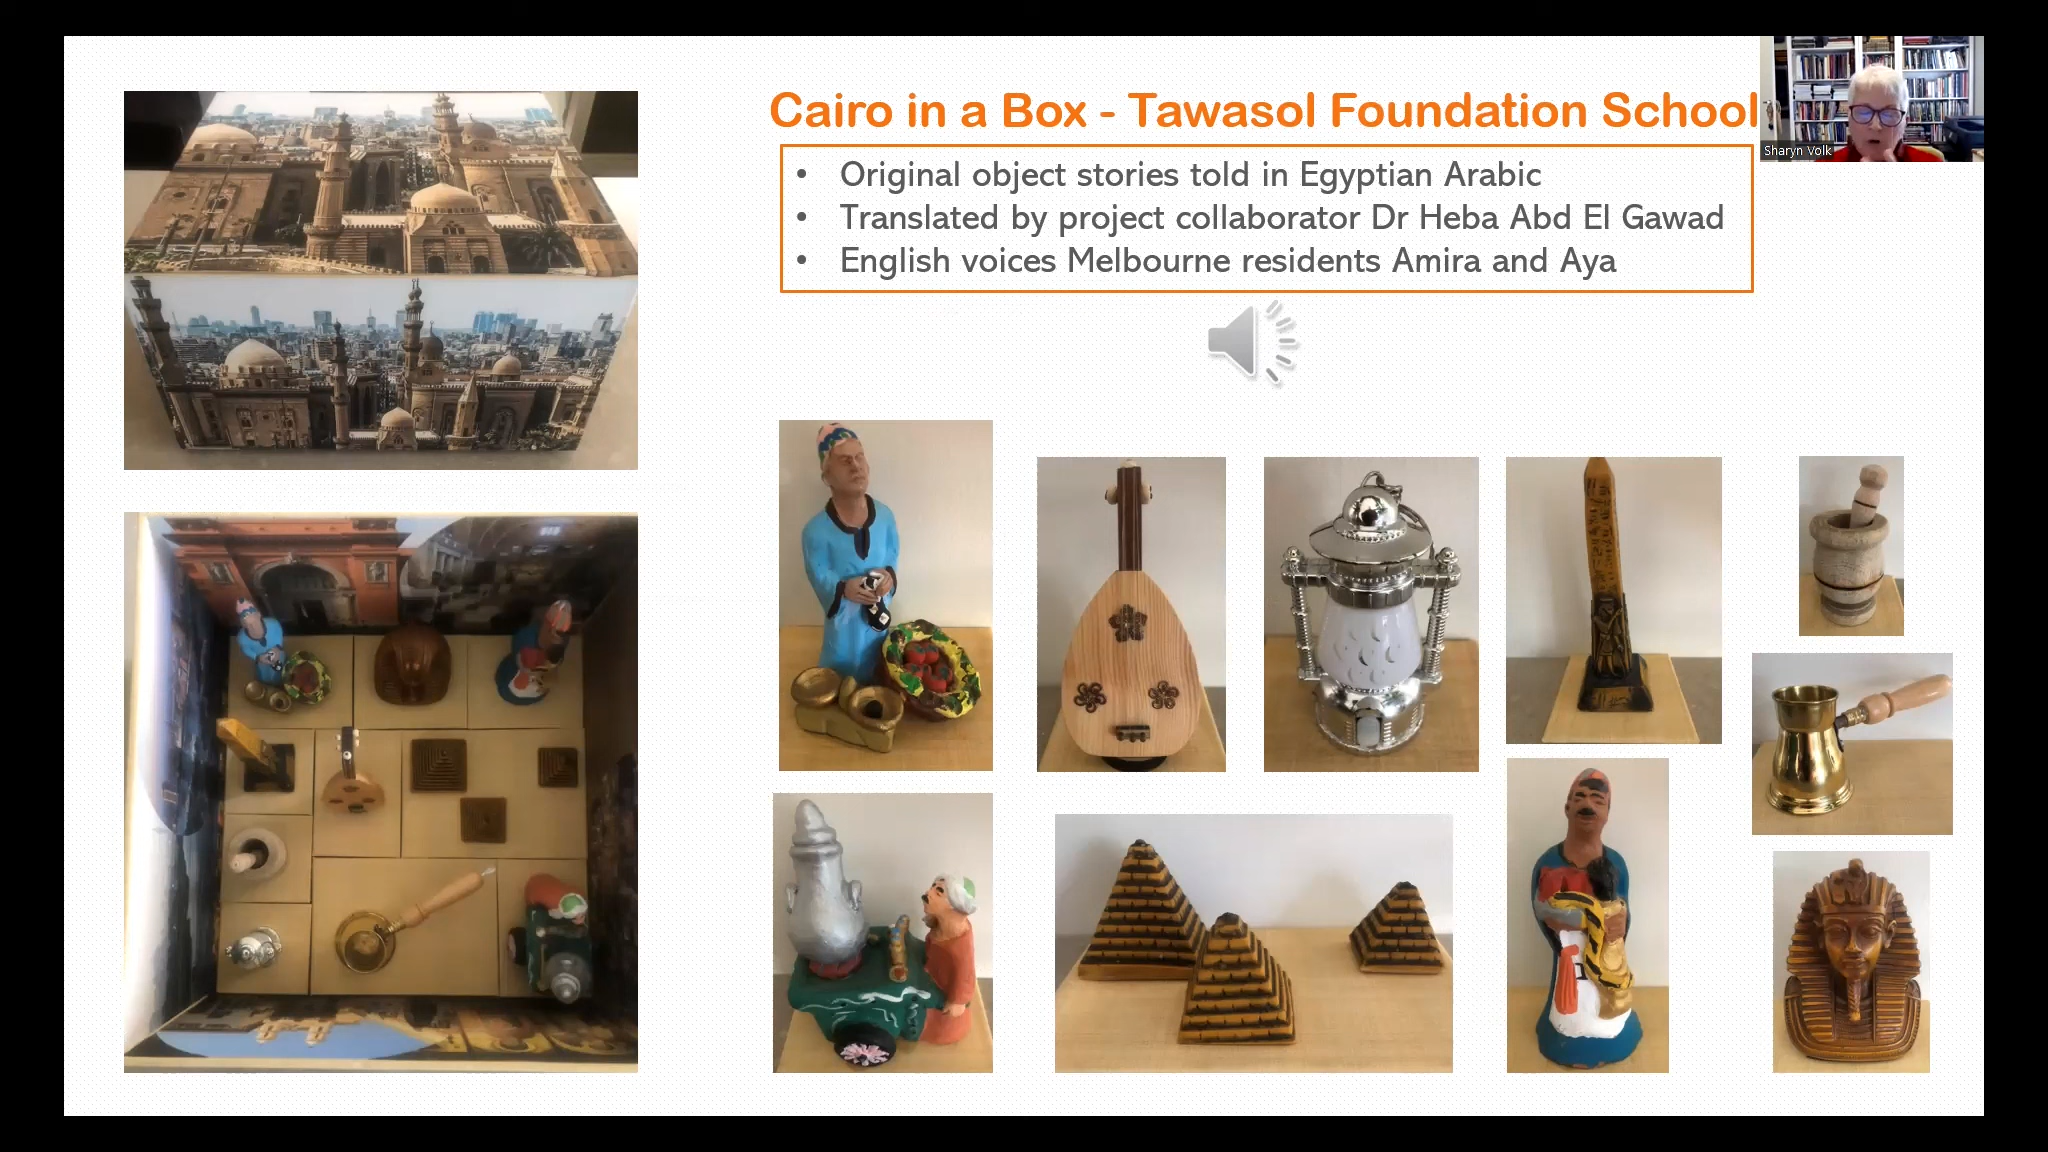 Cairo in a Box - Tawasol Foundation School
• Original object stories told in Egyptian Arabic
• Translated by project collaborator Dr Heba Abd El Gawad
• English voices Melbourne residents Amira and Aya
Sharyn Volk